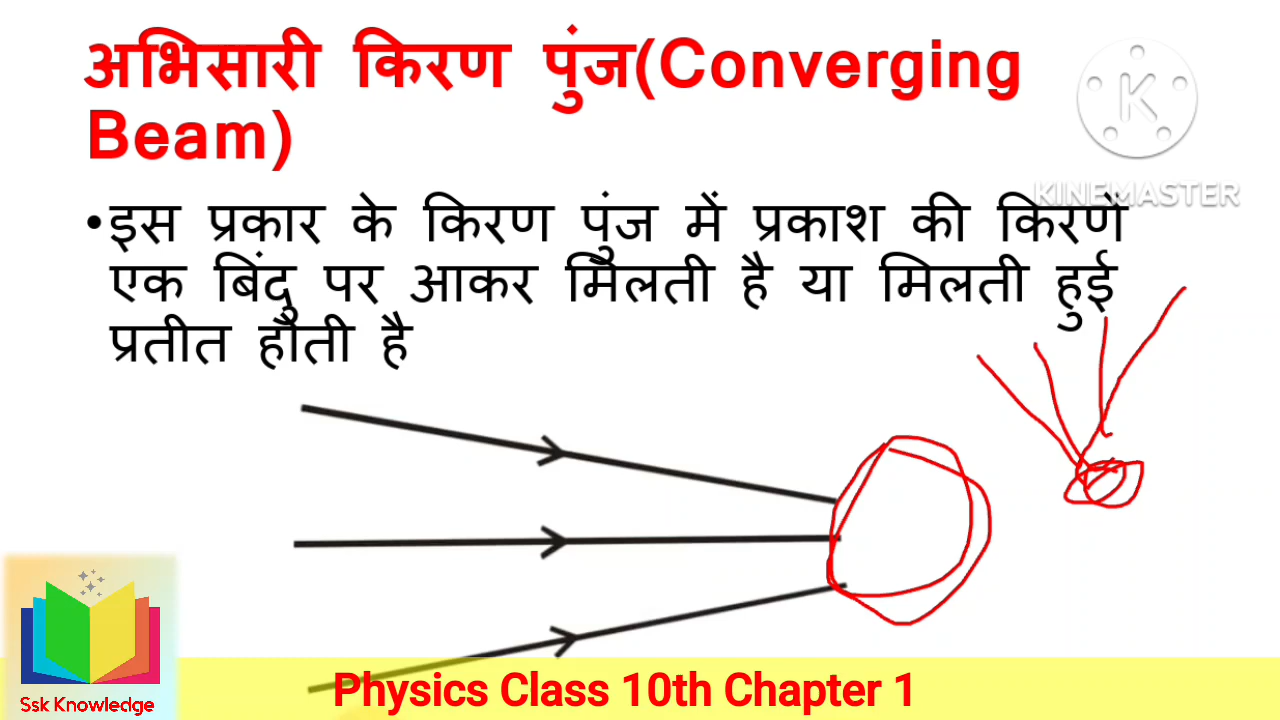 अभिसारी किरण पुंज(Converging
Beam)
K
KINEMASTER
•इस प्रकार के किरण पुंज में प्रकाश की किरणें
एक बिंदु पर आकर मिलती है या मिलती हुई
प्रतीत होती है
Ssk Knowledge
Physics Class 10th Chapter 1